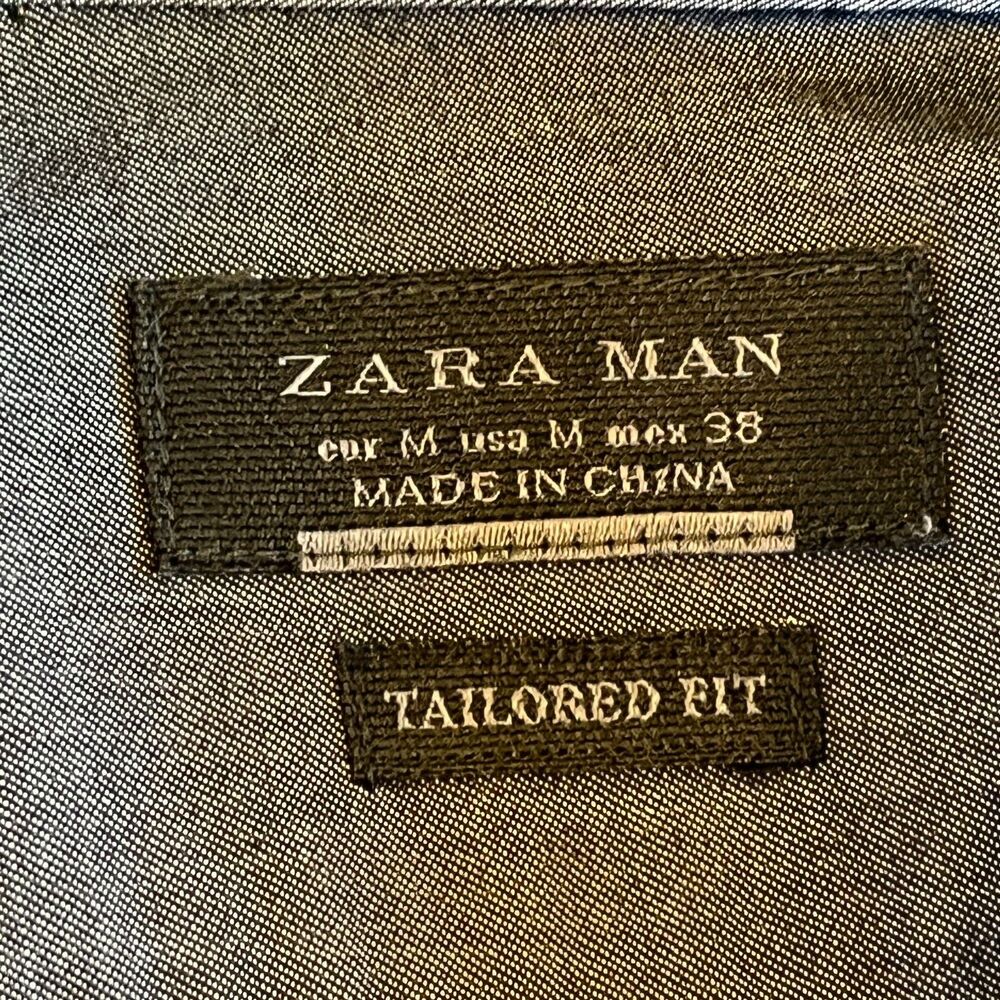 ZARA MAN
eur M usa M mex 38
MADE IN CHINA
TAILORED FIT